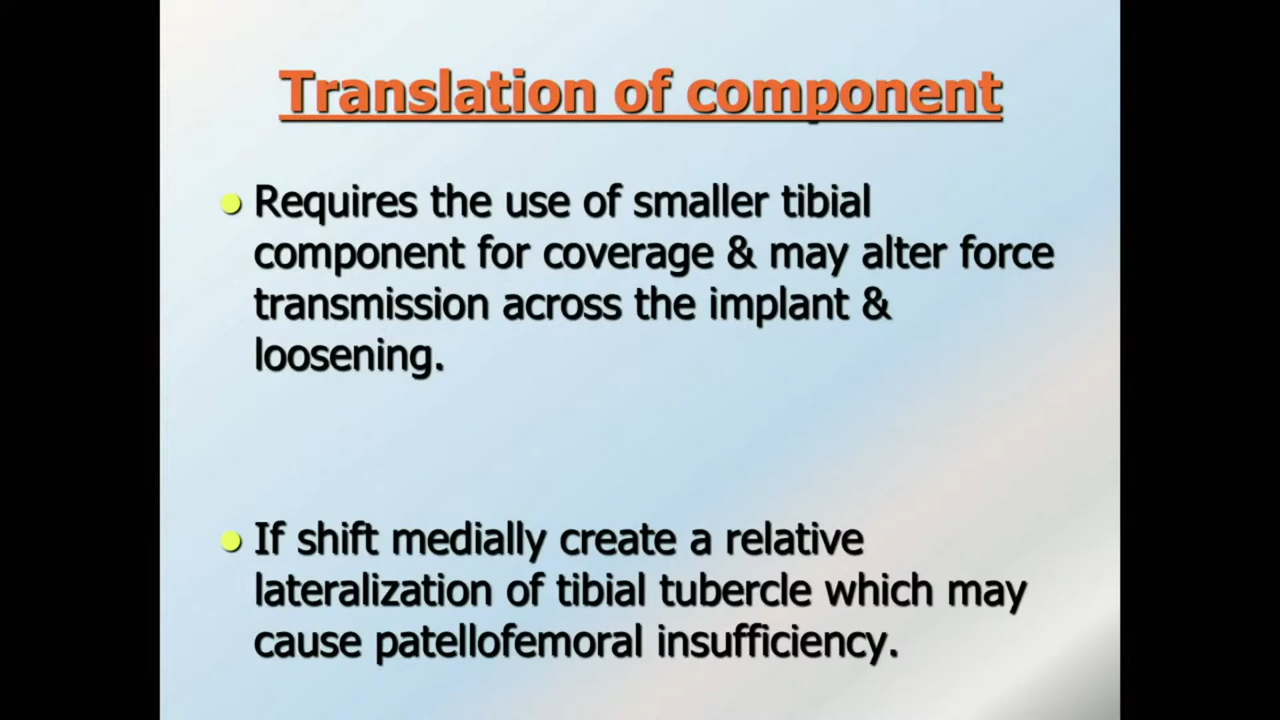 Translation of component
Requires the use of smaller tibial
component for coverage & may alter force
transmission across the implant &
loosening.
If shift medially create a relative
lateralization of tibial tubercle which may
cause patellofemoral insufficiency.